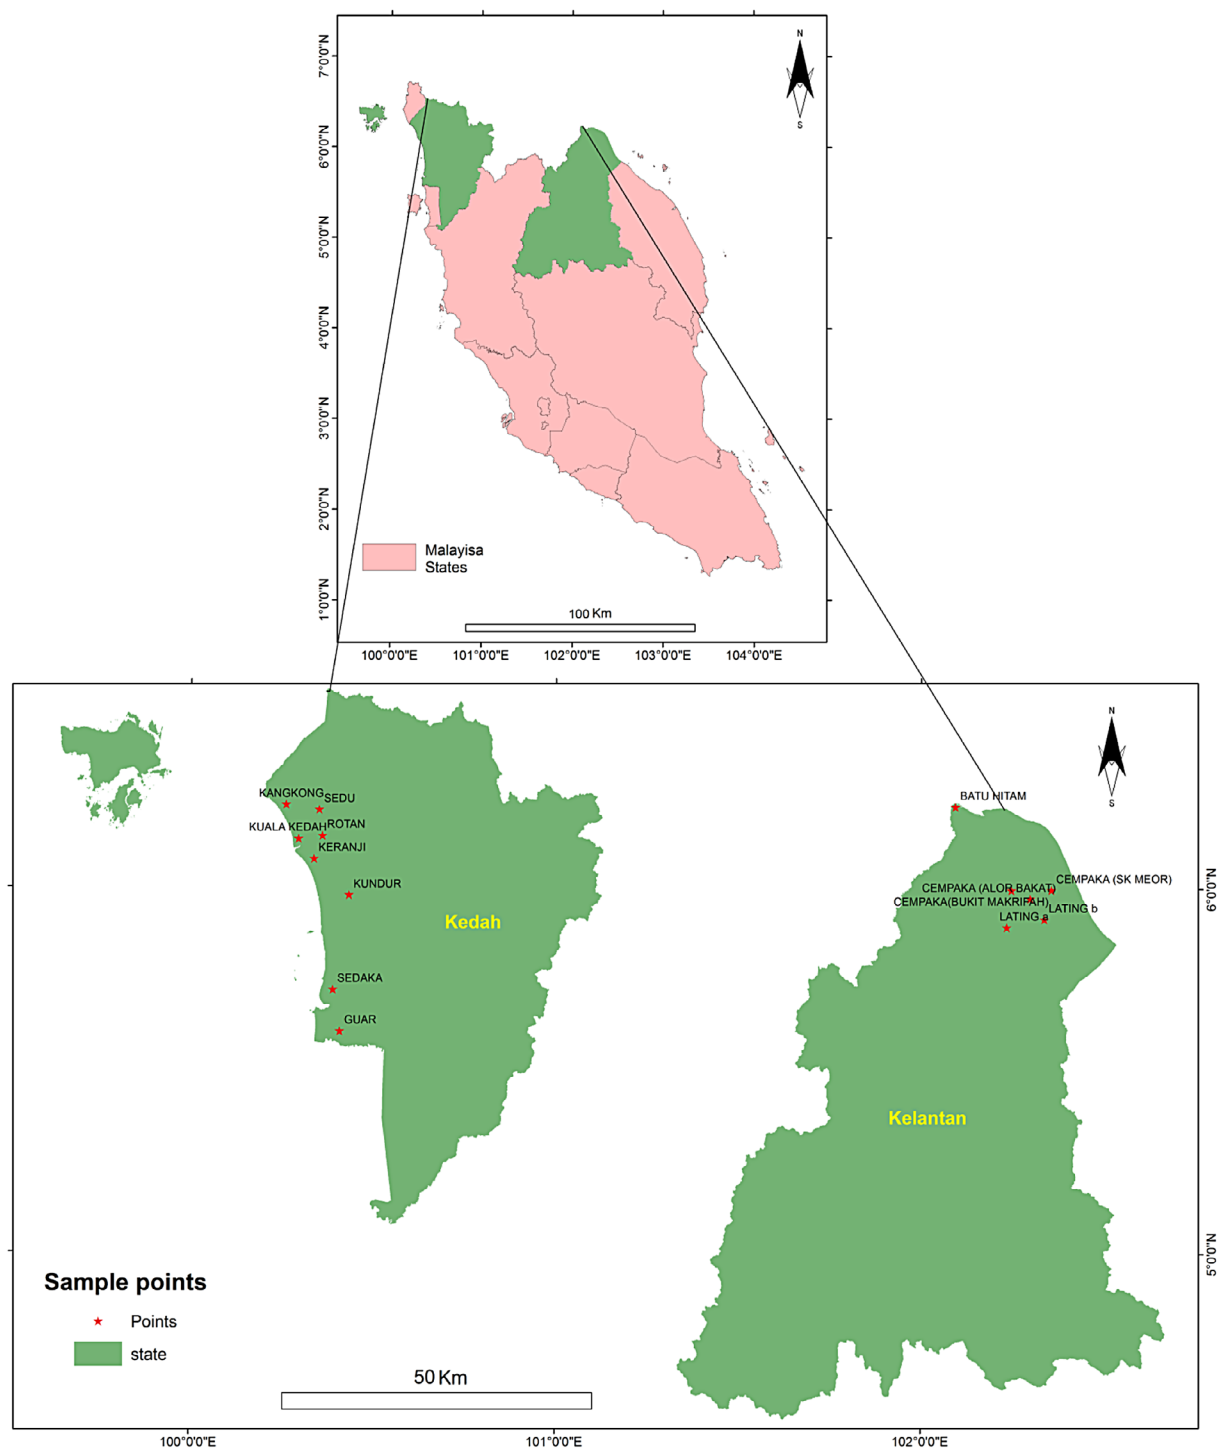 N
S
7°0'0"N
6°0'0"N
5°0'0"N
4°0'0"N
3°0'0"N
2°0'0"N
1°0'0"N
Malayisa
States
100 Km
100°0'0"E
101°0'0"E
102°0'0"E
103°0'0"E
104°0'0"E
N
S
KANGKONG
SEDU
KUALA KEDAH
ROTAN
KERANJI
KUNDUR
Kedah
SEDAKA
GUAR
BATU HITAM
CEMPAKA (SK MEOR)
CEMPAKA (ALOR BAKAT)
CEMPAKA(BUKIT MAKRIFAH)
LATING b
LATING a
Kelantan
6°0'0"N
5°0'0"N
Sample points
Points
state
50 Km
100°0'0"E
101°0'0"E
102°0'0"E